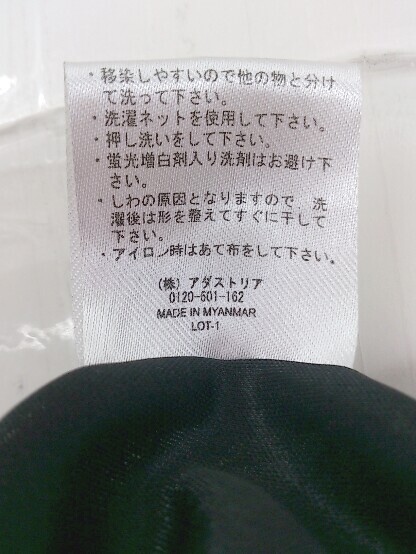 ・移染しやすいので他の物と分け
て洗って下さい。
・洗濯ネットを使用して下さい。
・押し洗いをして下さい。
・蛍光増白剤入り洗剤はお避け下
さい。
・しわの原因となりますので、洗
濯後は形を整えてすぐに干して
下さい。
・アイロン時はあて布をして下さい。
(株) アダストリア
0120-601-162
MADE IN MYANMAR
LOT-1